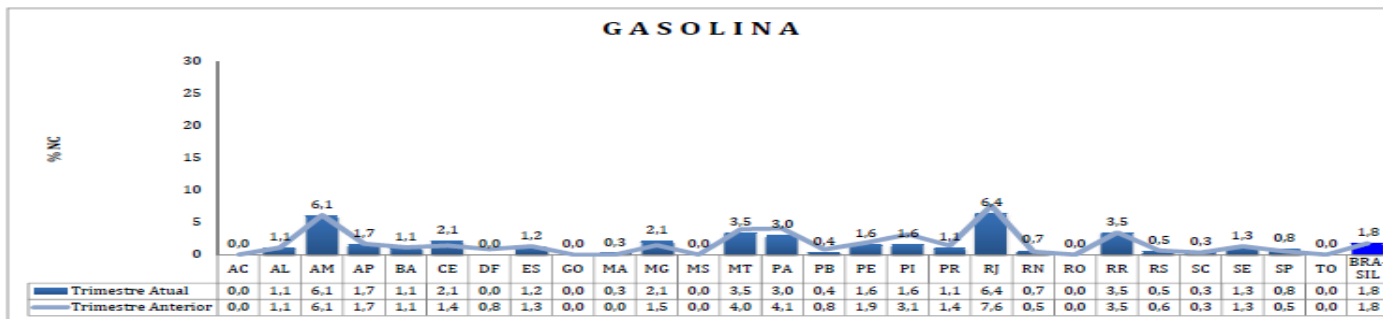 GASOLINA
% NC
30
25
20
15
10
5
0
0,0 1,1 6,1 1,7 1,1 2,1 0,0 1,2 0,0 0,3 2,1 0,0 3,5 3,0 0,4 1,6 1,6 1,1 6,4 0,7 0,0 3,5 0,5 0,3 1,3 0,8 0,0 1,8
AC AL AM AP BA CE DF ES GO MA MG MS MT PA PB PE PI PR RJ RN RO RR RS SC SE SP TO BRA-
SIL
Trimestre Atual 0,0 1,1 6,1 1,7 1,1 2,1 0,0 1,2 0,0 0,3 2,1 0,0 3,5 3,0 0,4 1,6 1,6 1,1 6,4 0,7 0,0 3,5 0,5 0,3 1,3 0,8 0,0 1,8
Trimestre Anterior 0,0 1,1 6,1 1,7 1,1 1,4 0,8 1,3 0,0 0,0 1,5 0,0 4,0 4,1 0,8 1,9 3,1 1,4 7,6 0,5 0,0 3,5 0,6 0,3 1,3 0,5 0,0 1,8